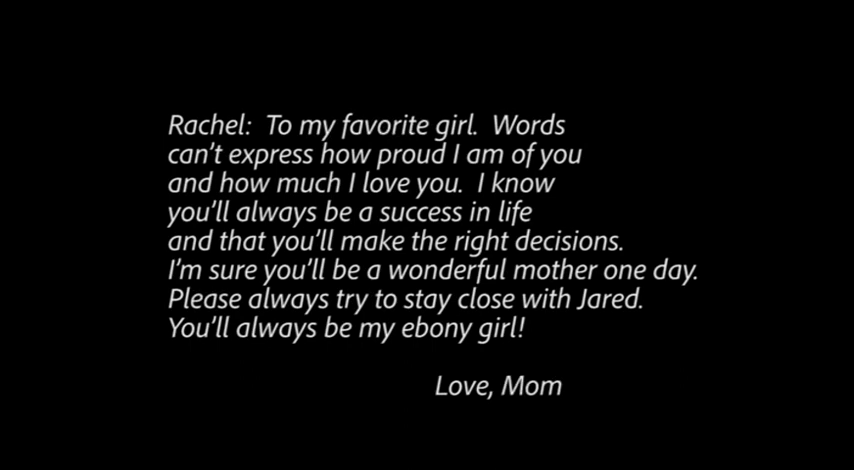 Rachel:  To my favorite girl.  Words
can't express how proud I am of you
and how much I love you.  I know
you'll always be a success in life
and that you'll make the right decisions.
I'm sure you'll be a wonderful mother one day.
Please always try to stay close with Jared.
You'll always be my ebony girl!
Love, Mom